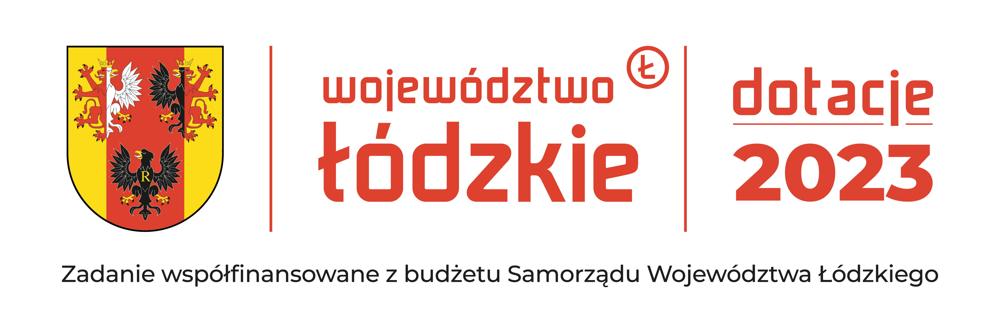 R
województwo Ł
łódzkie
dotacje
2023
Zadanie współfinansowane z budżetu Samorządu Województwa Łódzkiego